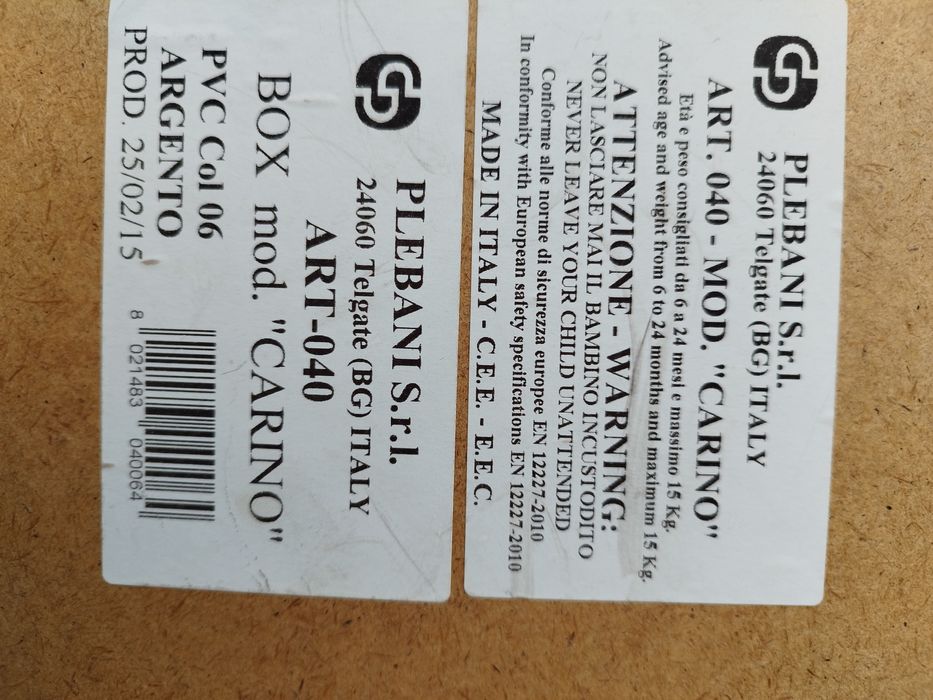 PLEBANI S.r.l.
24060 Telgate (BG) ITALY
ART. 040 - MOD. "CARINO"
Età e peso consigliati da 6 a 24 mesi e massimo 15 Kg.
Advised age and weight from 6 to 24 months and maximum 15 Kg.
ATTENZIONE - WARNING:
NON LASCIARE MAI IL BAMBINO INCUSTODITO
NEVER LEAVE YOUR CHILD UNATTENDED
Conforme alle norme di sicurezza europee EN 12227-2010
In conformity with European safety specifications EN 12227-2010
MADE IN ITALY - C.E.E. - E.E.C.
PLEBANI S.r.l.
24060 Telgate (BG) ITALY
ART-040
BOX mod. "CARINO"
PVC Col 06
ARGENTO
PROD. 25/02/15
8 021483 040064